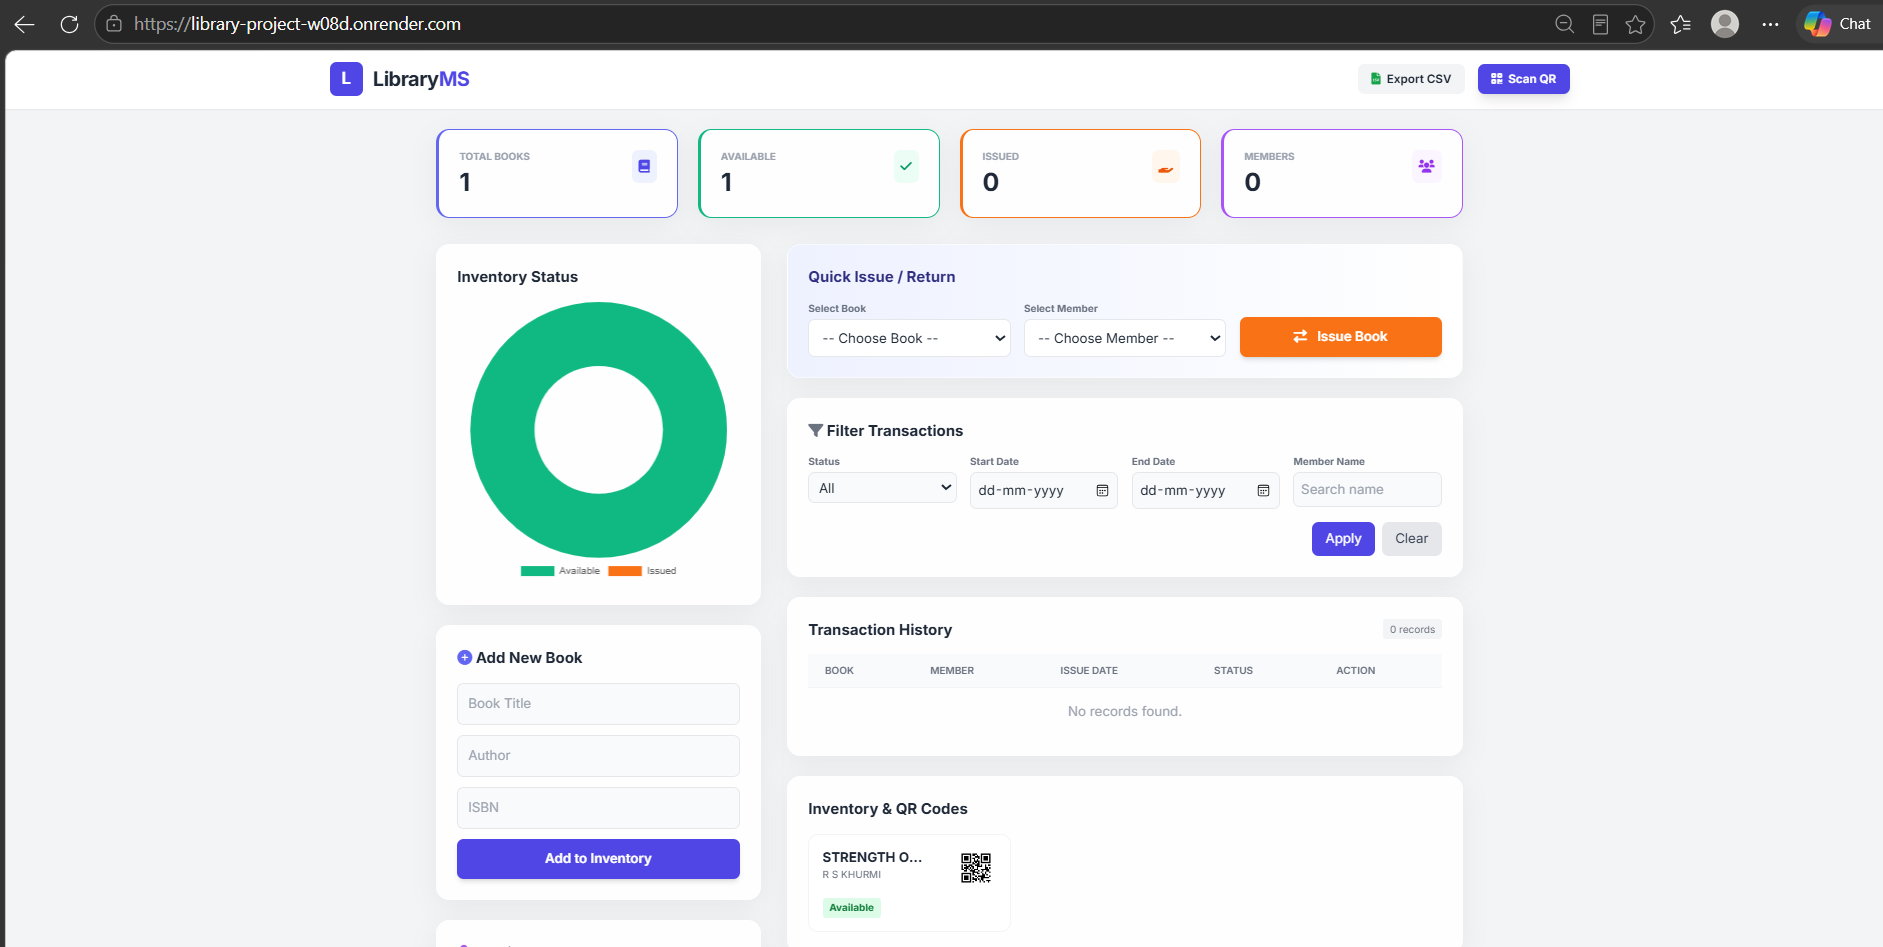 https://library-project-w08d.onrender.com
Chat
L
LibraryMS
Export CSV
Scan QR
TOTAL BOOKS
1
AVAILABLE
1
ISSUED
0
MEMBERS
0
Inventory Status
Available
Issued
Add New Book
Book Title
Author
ISBN
Add to Inventory
Quick Issue / Return
Select Book
Select Member
-- Choose Book --
-- Choose Member --
Issue Book
Filter Transactions
Status
Start Date
End Date
Member Name
All
dd-mm-yyyy
dd-mm-yyyy
Search name
Apply
Clear
Transaction History
0 records
BOOK MEMBER ISSUE DATE STATUS ACTION
No records found.
Inventory & QR Codes
STRENGTH O...
R S KHURMI
Available